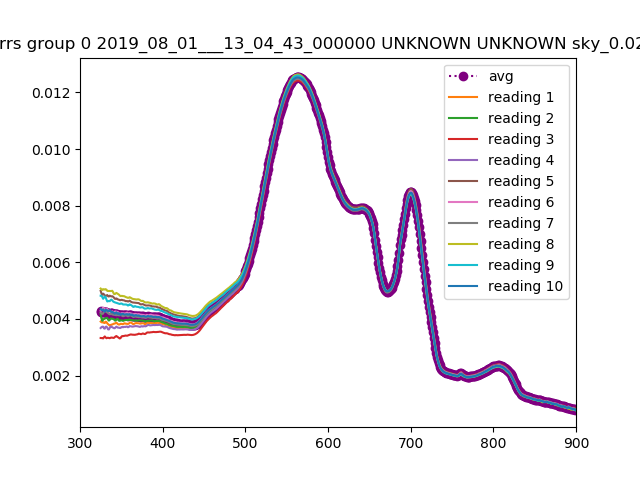 rrs group 0 2019_08_01___13_04_43_000000 UNKNOWN UNKNOWN sky_0.02
avg
reading 1
reading 2
reading 3
reading 4
reading 5
reading 6
reading 7
reading 8
reading 9
reading 10
0.012
0.010
0.008
0.006
0.004
0.002
300 400 500 600 700 800 900